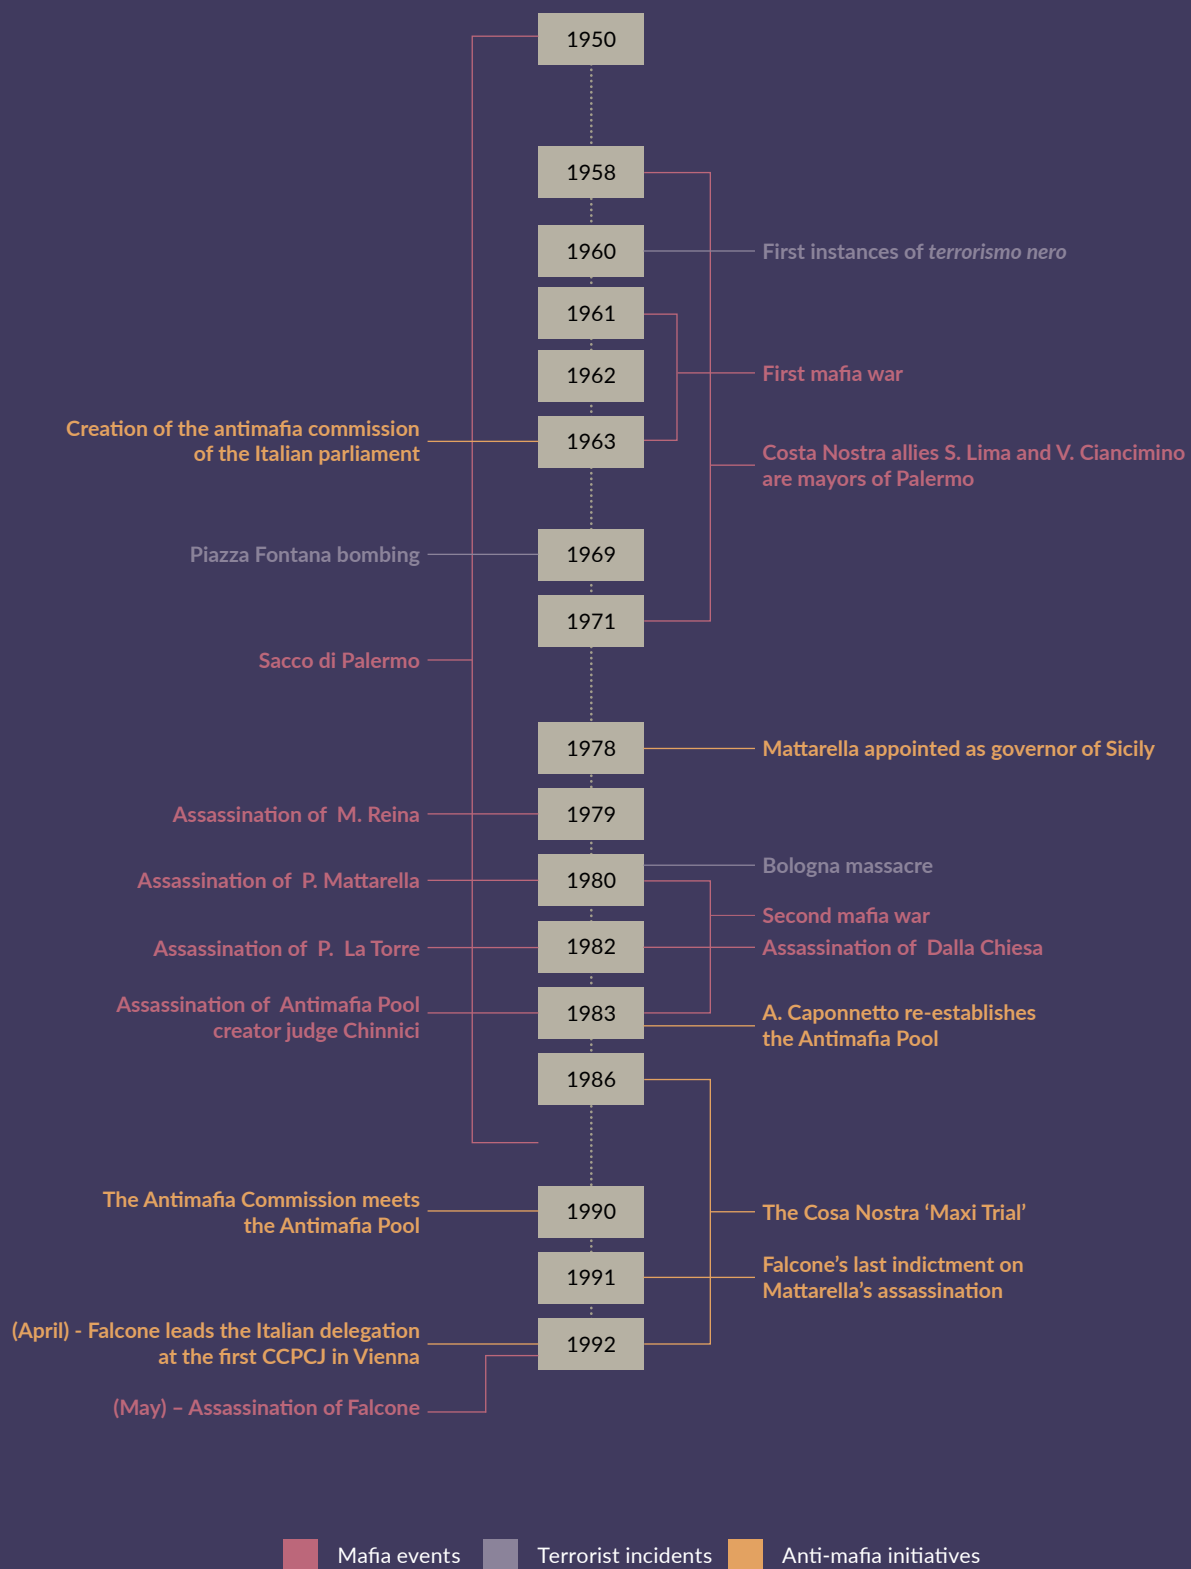 1950
1958
1960
First instances of terrorismo nero
1961
1962
First mafia war
Creation of the antimafia commission
of the Italian parliament
1963
Costa Nostra allies S. Lima and V. Ciancimino
are mayors of Palermo
Piazza Fontana bombing
1969
1971
Sacco di Palermo
1978
Mattarella appointed as governor of Sicily
Assassination of M. Reina
1979
Bologna massacre
Assassination of P. Mattarella
1980
Second mafia war
Assassination of P. La Torre
1982
Assassination of Dalla Chiesa
Assassination of Antimafia Pool
creator judge Chinnici
1983
A. Caponnetto re-establishes
the Antimafia Pool
1986
The Antimafia Commission meets
the Antimafia Pool
1990
The Cosa Nostra ‘Maxi Trial’
1991
Falcone’s last indictment on
Mattarella’s assassination
(April) - Falcone leads the Italian delegation
at the first CCPCJ in Vienna
1992
(May) – Assassination of Falcone
Mafia events
Terrorist incidents
Anti-mafia initiatives